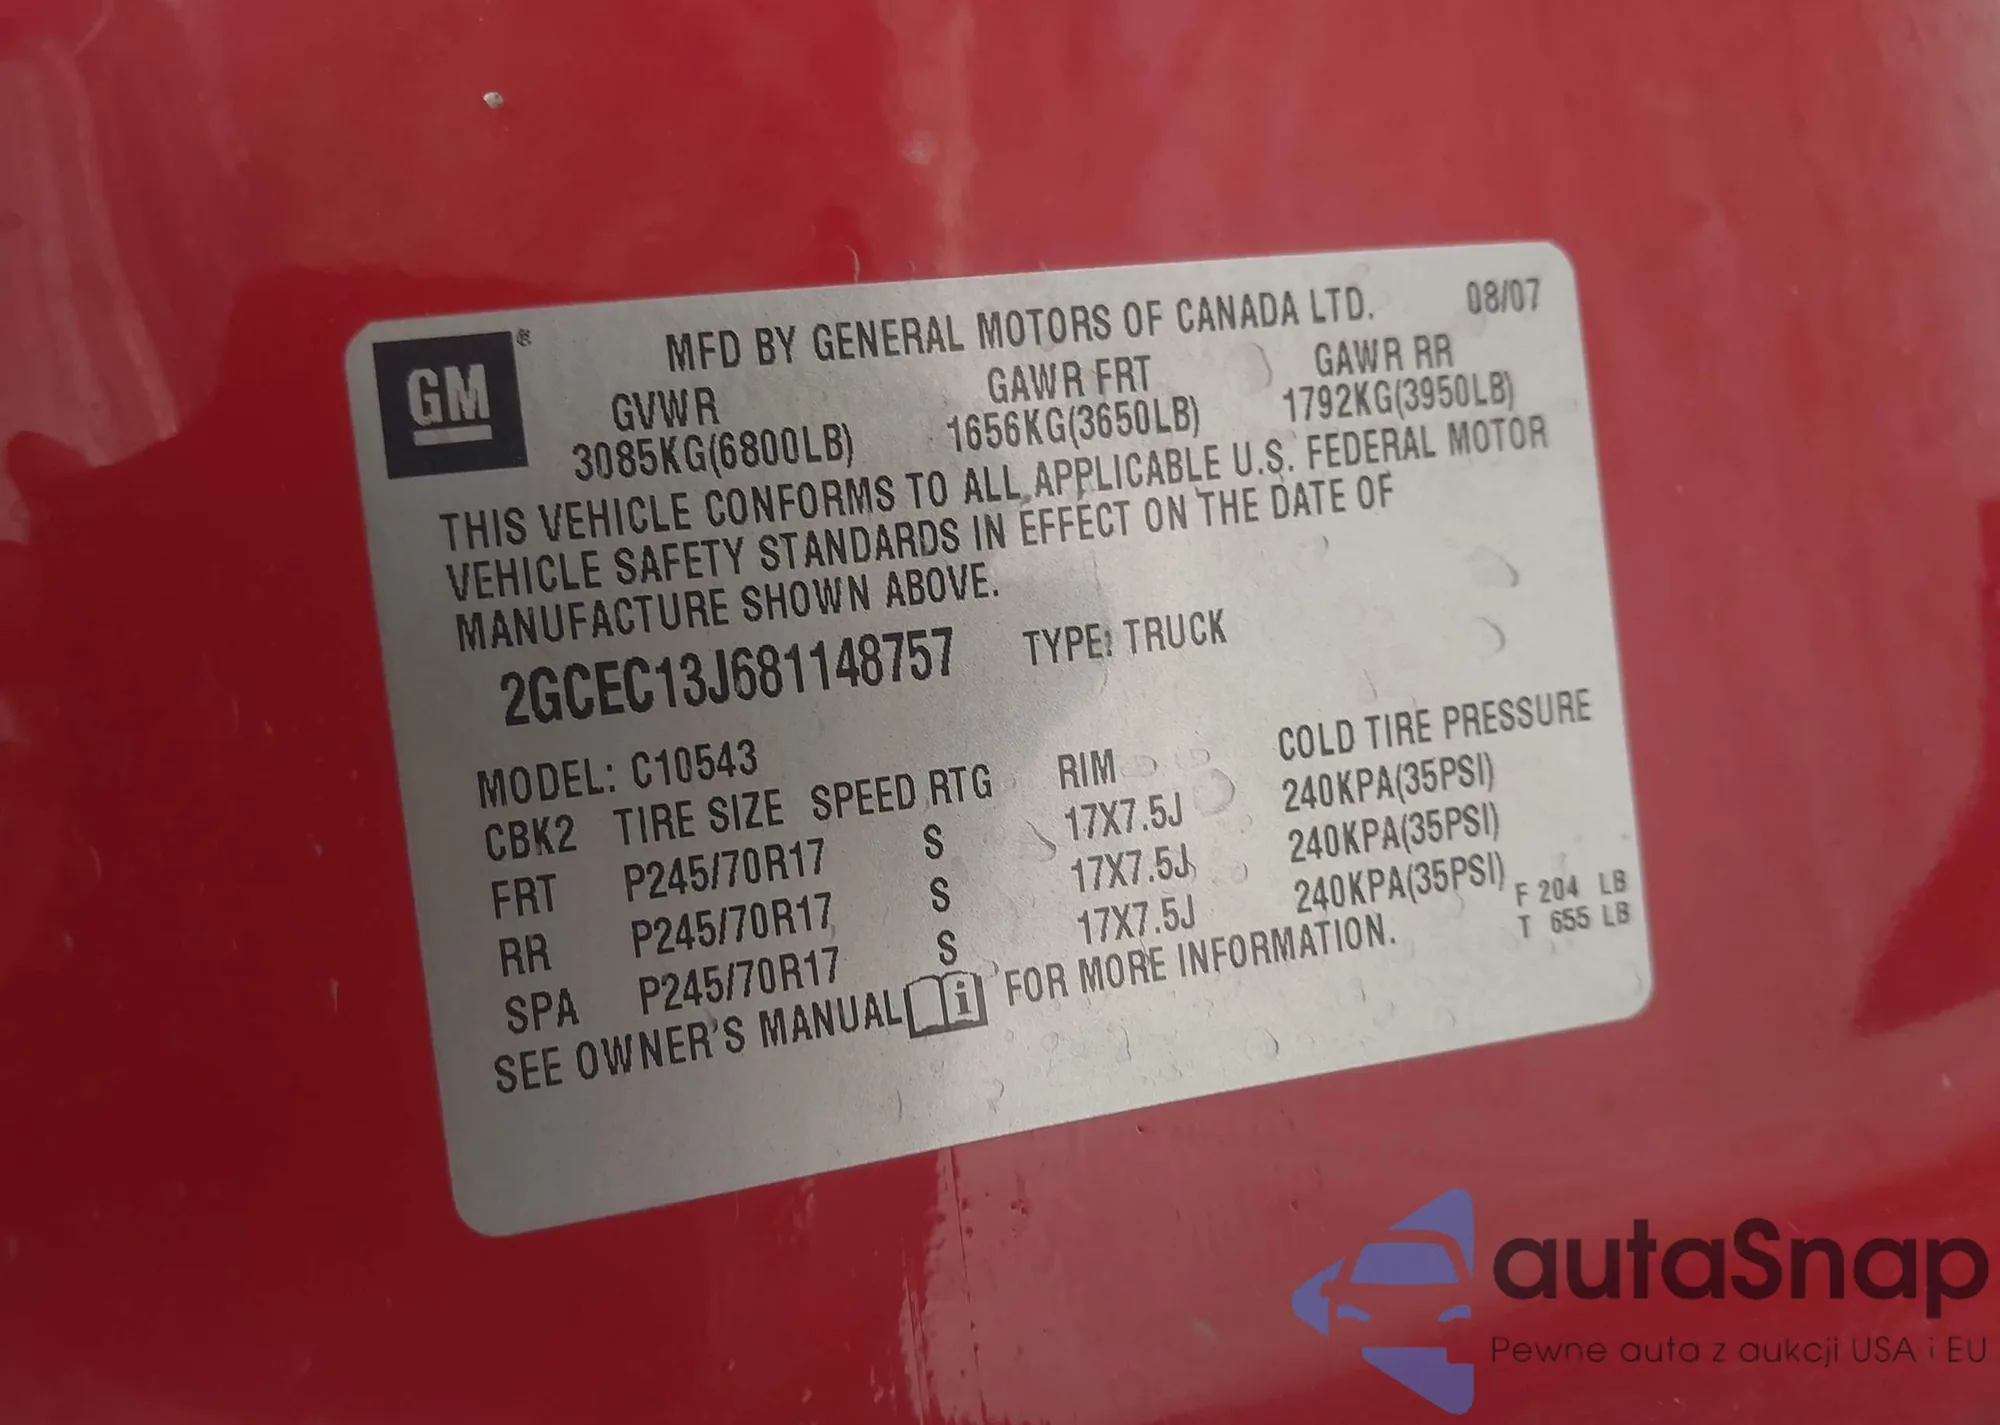 GM®
MFD BY GENERAL MOTORS OF CANADA LTD. 08/07
GVWR GAWR FRT GAWR RR
3085KG(6800LB) 1656KG(3650LB) 1792KG(3950LB)
THIS VEHICLE CONFORMS TO ALL APPLICABLE U.S. FEDERAL MOTOR
VEHICLE SAFETY STANDARDS IN EFFECT ON THE DATE OF
MANUFACTURE SHOWN ABOVE.
2GCEC13J681148757 TYPE: TRUCK
MODEL: C10543
CBK2 TIRE SIZE SPEED RTG RIM COLD TIRE PRESSURE
FRT P245/70R17 S 17X7.5J 240KPA(35PSI)
RR P245/70R17 S 17X7.5J 240KPA(35PSI)
SPA P245/70R17 S 17X7.5J 240KPA(35PSI)
SEE OWNER'S MANUAL i FOR MORE INFORMATION.
F 204 LB
T 655 LB
autaSnap
Pewne auta z aukcji USA i EU